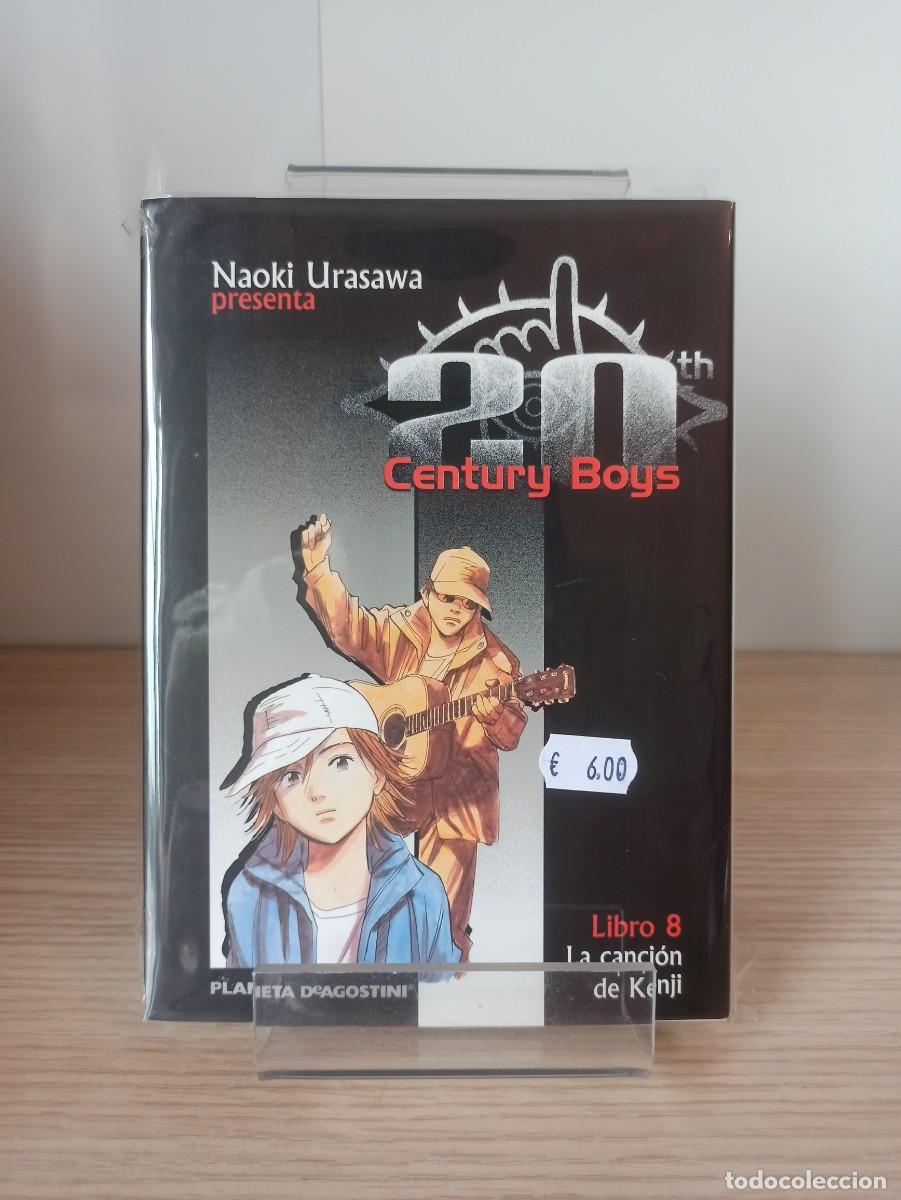 Naoki Urasawa
presenta
20th
Century Boys
€ 6.00
Libro 8
La canción
de Kenji
PLANETA DeAGOSTINI
todocoleccion